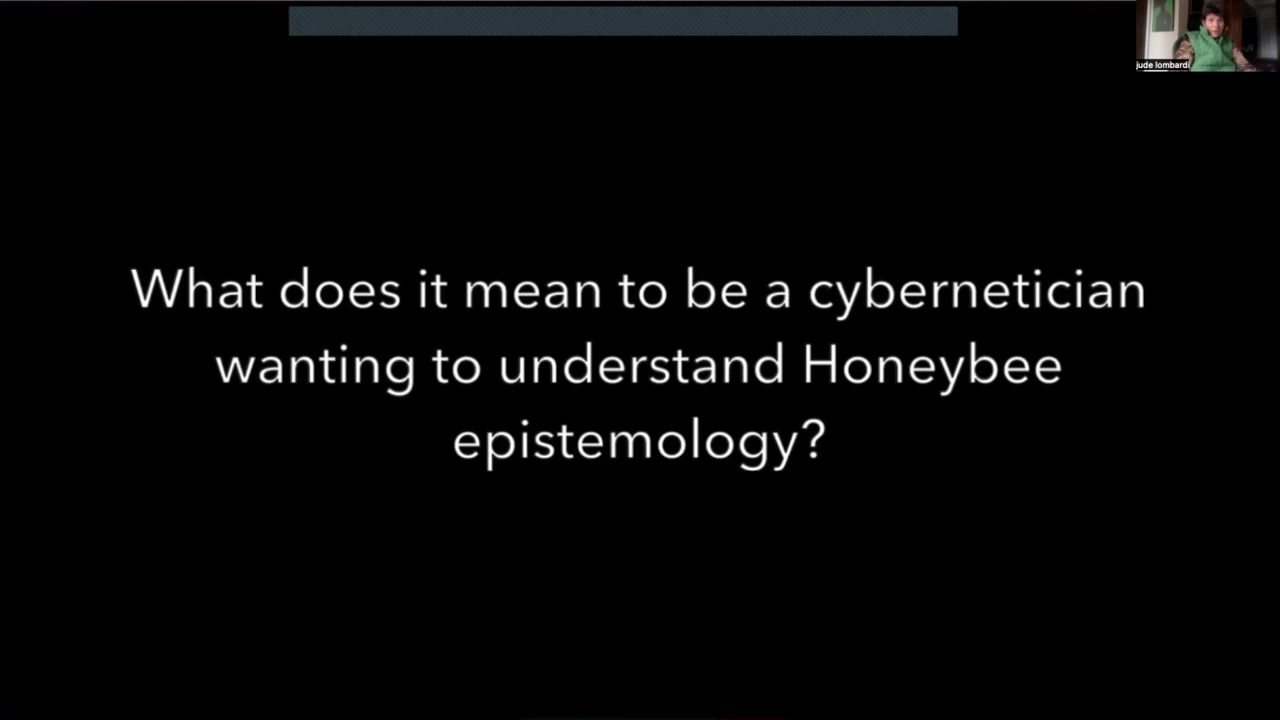 jude lombardi
What does it mean to be a cybernetician
wanting to understand Honeybee
epistemology?